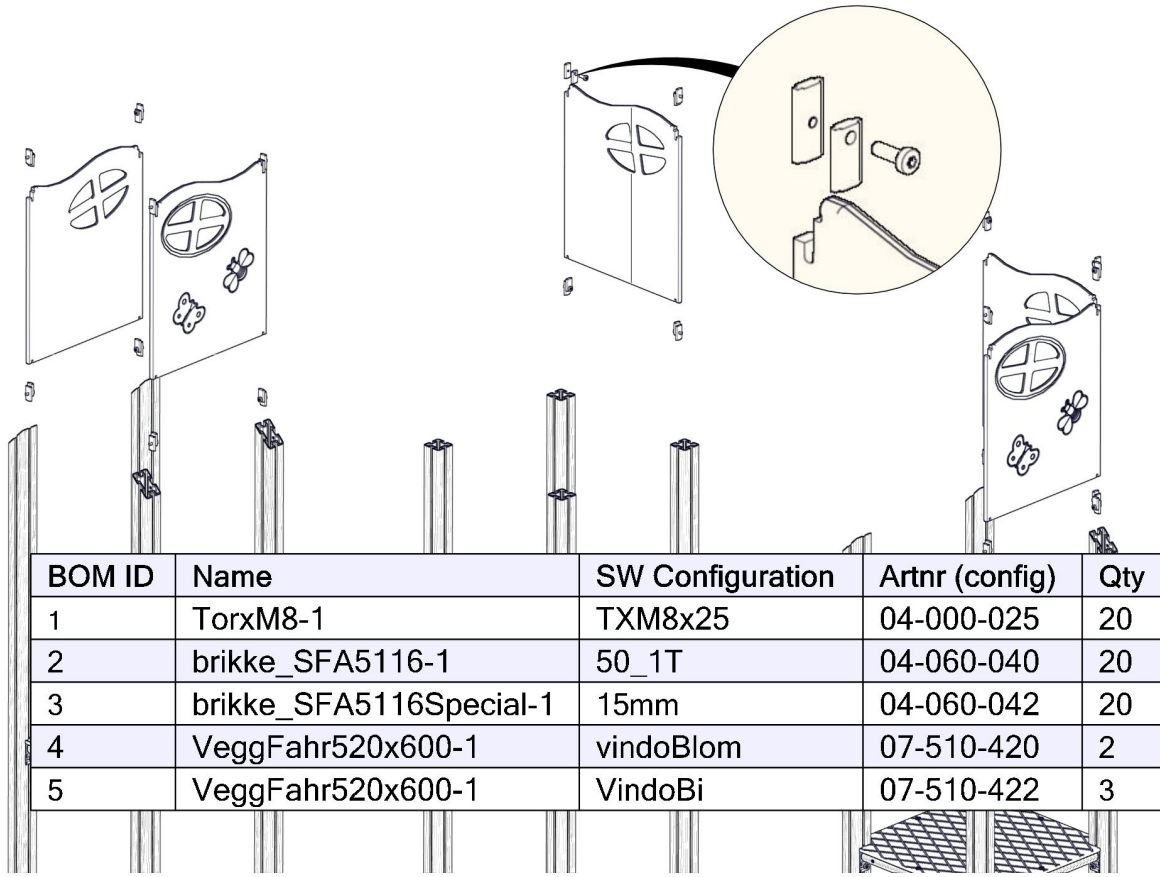 BOM ID Name SW Configuration Artnr (config) Qty
1 TorxM8-1 TXM8x25 04-000-025 20
2 brikke_SFA5116-1 50_1T 04-060-040 20
3 brikke_SFA5116Special-1 15mm 04-060-042 20
4 VeggFahr520x600-1 vindoBlom 07-510-420 2
5 VeggFahr520x600-1 VindoBi 07-510-422 3